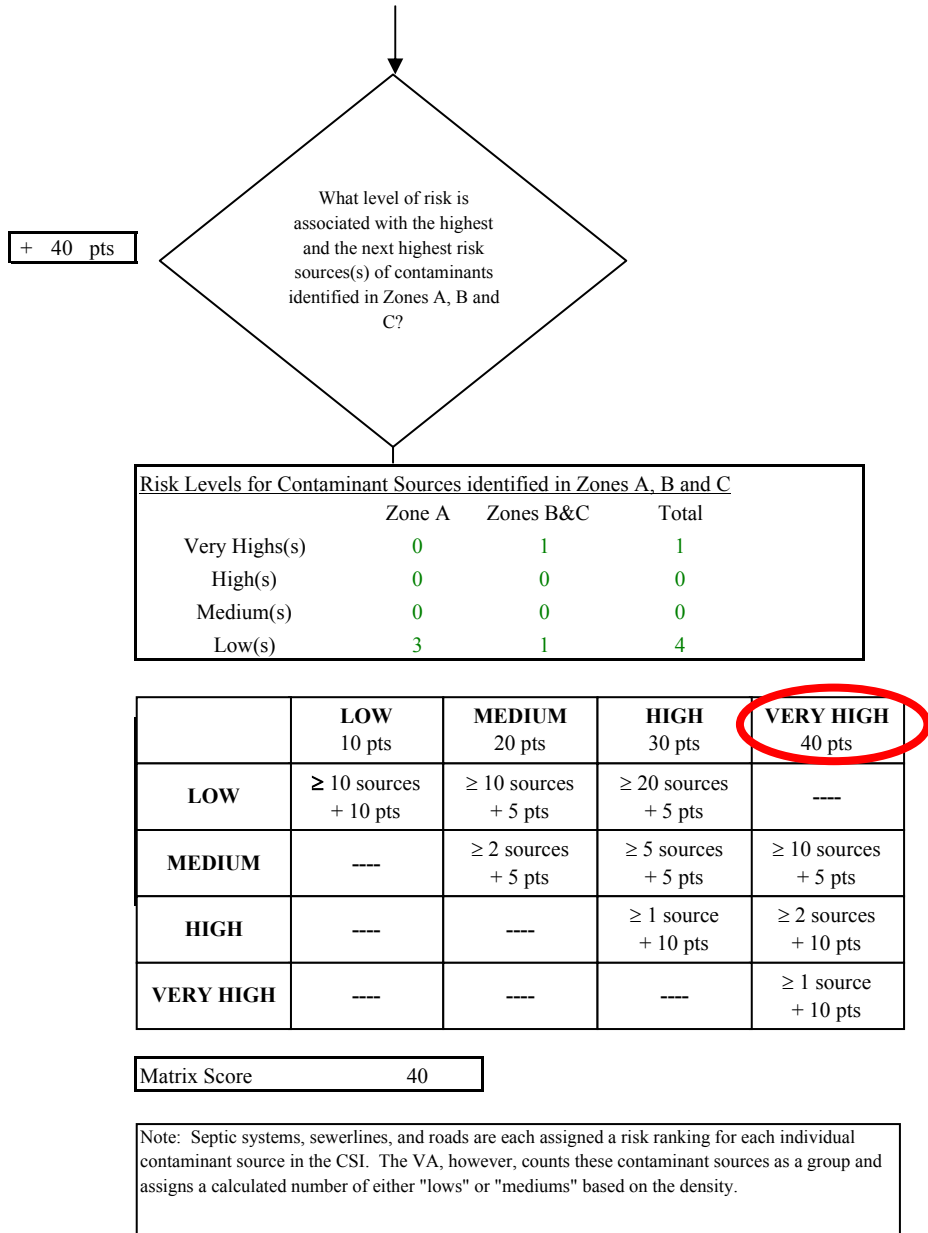 What level of risk is
associated with the highest
and the next highest risk
sources(s) of contaminants
identified in Zones A, B and
C?
+ 40 pts
Risk Levels for Contaminant Sources identified in Zones A, B and C
Zone A Zones B&C Total
Very Highs(s) 0 1 1
High(s) 0 0 0
Medium(s) 0 0 0
Low(s) 3 1 4
LOW MEDIUM HIGH VERY HIGH
10 pts 20 pts 30 pts 40 pts
LOW ≥ 10 sources ≥ 10 sources ≥ 20 sources ----
+ 10 pts + 5 pts + 5 pts
MEDIUM ---- ≥ 2 sources ≥ 5 sources ≥ 10 sources
+ 5 pts + 5 pts + 5 pts
HIGH ---- ---- ≥ 1 source ≥ 2 sources
+ 10 pts + 10 pts
VERY HIGH ---- ---- ---- ≥ 1 source
+ 10 pts
Matrix Score 40
Note: Septic systems, sewerlines, and roads are each assigned a risk ranking for each individual
contaminant source in the CSI. The VA, however, counts these contaminant sources as a group and
assigns a calculated number of either "lows" or "mediums" based on the density.